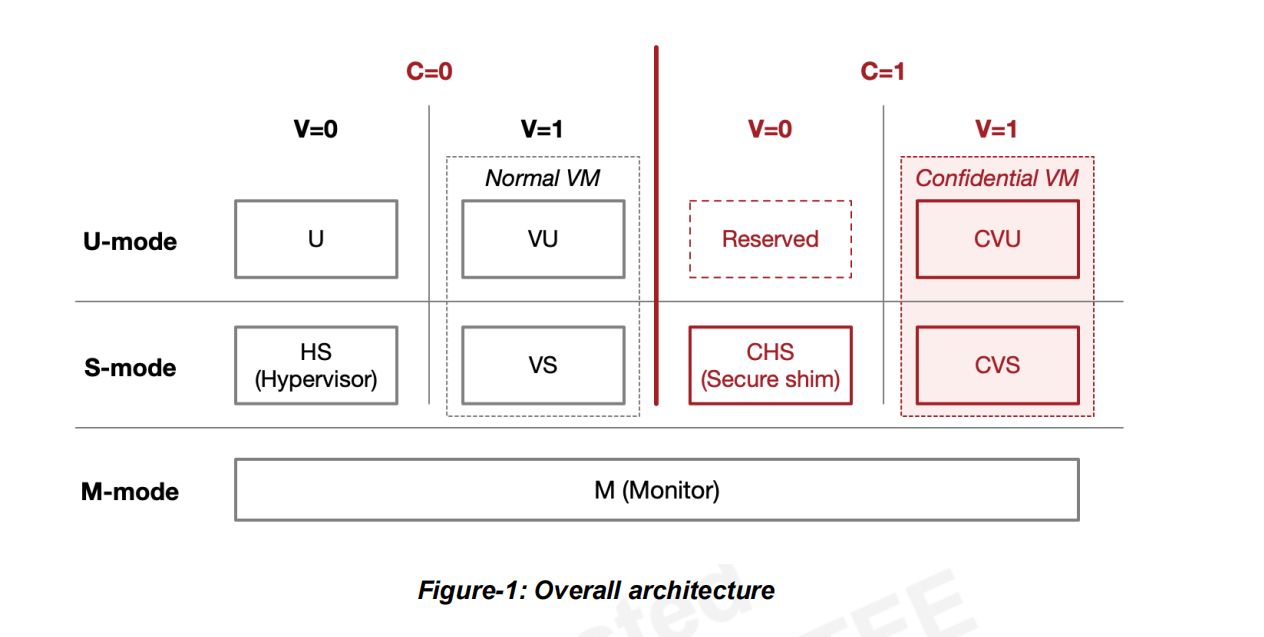 C=0
C=1
V=0
V=1
V=0
V=1
Normal VM
Confidential VM
U-mode
U
VU
Reserved
CVU
S-mode
HS
(Hypervisor)
VS
CHS
(Secure shim)
CVS
M-mode
M (Monitor)
Figure-1: Overall architecture
TEE